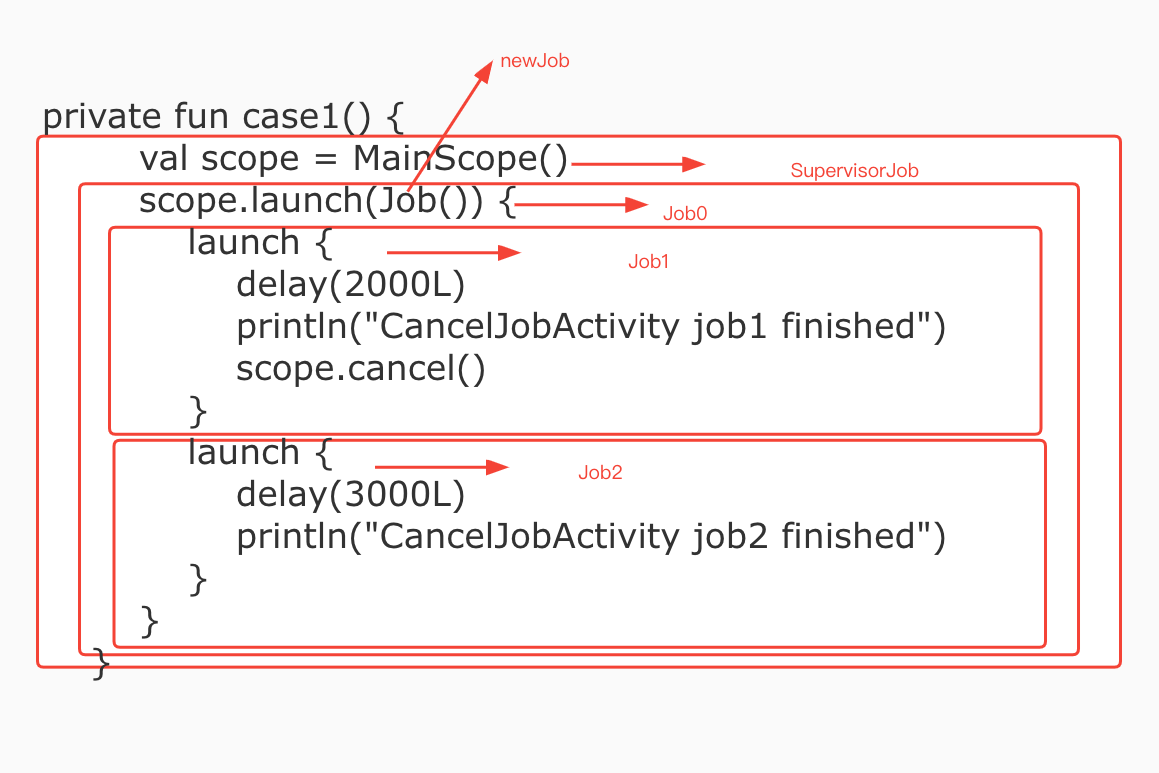 newJob
private fun case1() {
val scope = MainScope()
SupervisorJob
scope.launch(Job()) {
Job0
launch {
Job1
delay(2000L)
println("CancelJobActivity job1 finished")
scope.cancel()
}
launch {
Job2
delay(3000L)
println("CancelJobActivity job2 finished")
}
}
}